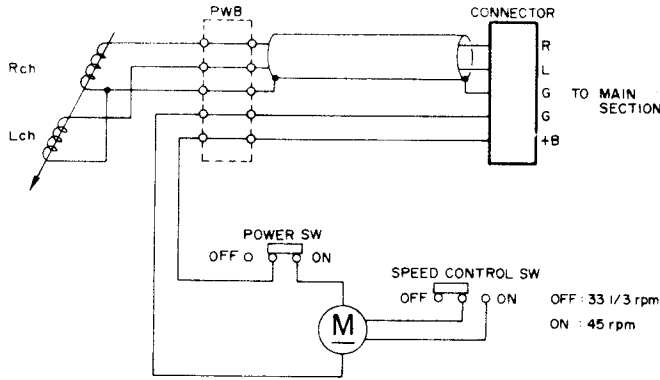 PWB
CONNECTOR
Rch
Lch
R
L
G
G
+B
TO MAIN
SECTION
POWER SW
OFF ON
SPEED CONTROL SW
OFF ON
OFF : 33 1/3 rpm
ON : 45 rpm
M